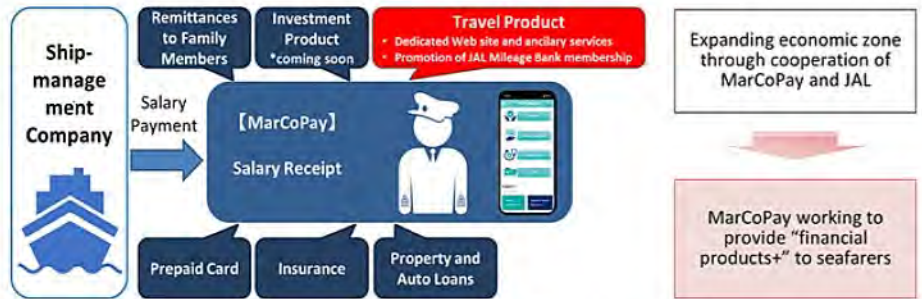 Ship-
manage
ment
Company
Salary
Payment
Remittances
to Family
Members
Investment
Product
*coming soon
Travel Product
• Dedicated Web site and ancilary services
• Promotion of JAL Mileage Bank membership
【MarCoPay】
Salary Receipt
Prepaid Card
Insurance
Property and
Auto Loans
Expanding economic zone
through cooperation of
MarCoPay and JAL
MarCoPay working to
provide “financial
products+” to seafarers